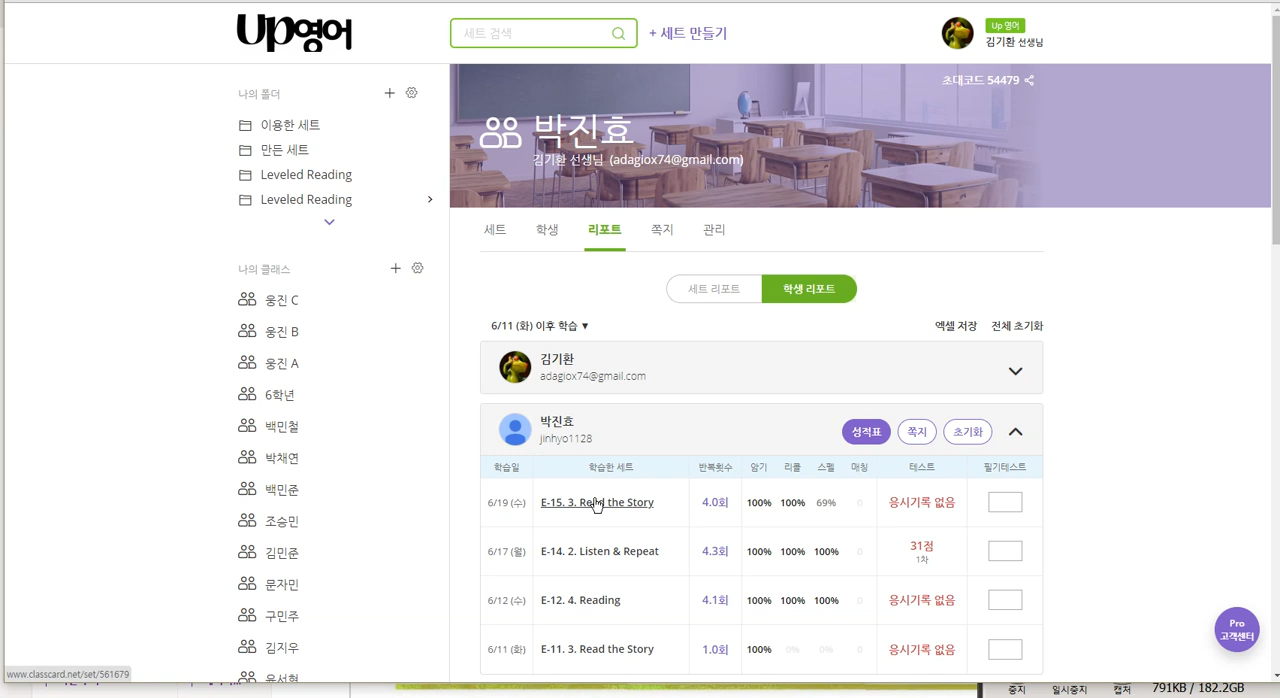 Up영어
세트 검색
+ 세트 만들기
Up 영어
김기환 선생님
나의 폴더
이용한 세트
만든 세트
Leveled Reading
Leveled Reading
나의 클래스
웅진 C
웅진 B
웅진 A
6학년
백민철
박채연
백민준
조승민
김민준
문자민
구민주
김지우
유서현
초대코드 54479
박진효
김기환 선생님 (adagiox74@gmail.com)
세트 학생 리포트 쪽지 관리
세트 리포트 학생 리포트
6/11 (화) 이후 학습 ▼ 엑셀 저장 전체 초기화
김기환
adagiox74@gmail.com
박진효
jinhyo1128
성적표 쪽지 초기화
학습일 학습한 세트 반복횟수 암기 리콜 스펠 매칭 테스트 필기테스트
6/19 (수) E-15. 3. Read the Story 4.0회 100% 100% 69% 0 응시기록 없음
6/17 (월) E-14. 2. Listen & Repeat 4.3회 100% 100% 100% 0 31점
1차
6/12 (수) E-12. 4. Reading 4.1회 100% 100% 100% 0 응시기록 없음
6/11 (화) E-11. 3. Read the Story 1.0회 100% 0% 0% 0 응시기록 없음
Pro
고객센터
www.classcard.net/set/561679
중지 일시중지 캡처 791KB / 182.2GB